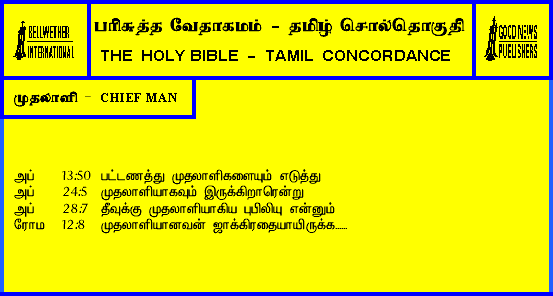 BELLWETHER
INTERNATIONAL
பரிசுத்த வேதாகமம் - தமிழ் சொல்தொகுதி
THE HOLY BIBLE - TAMIL CONCORDANCE
GOOD NEWS
PUBLISHERS
முதலாளி - CHIEF MAN
அப் 13:50 பட்டணத்து முதலாளிகளையும் எடுத்து
அப் 24:5 முதலாளியாகவும் இருக்கிறாரென்று
அப் 28:7 தீவுக்கு முதலாளியாகிய புபிலியு என்னும்
ரோம 12:8 முதலாளியானவன் ஜாக்கிரதையாயிருக்க......